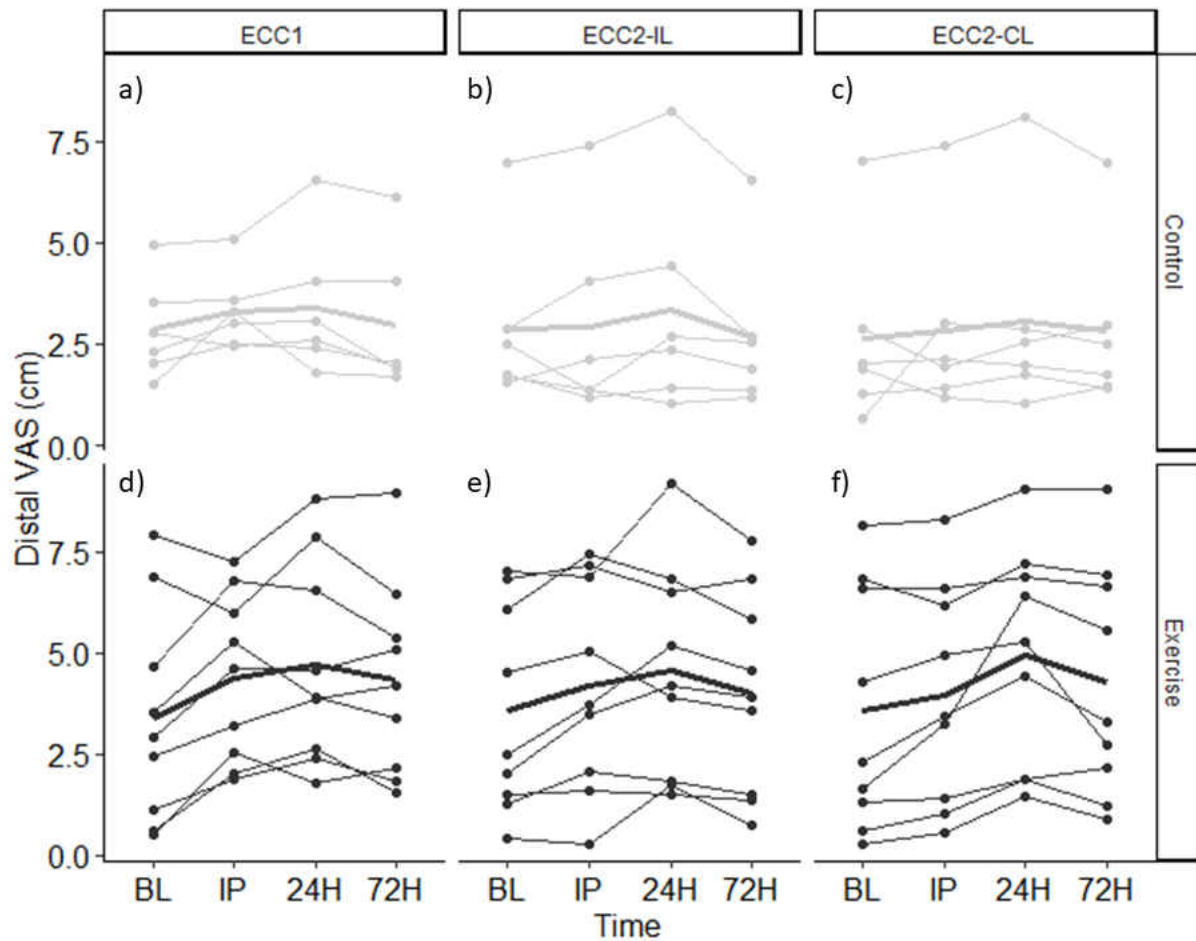 ECC1 ECC2-IL ECC2-CL
a) b) c)
7.5
5.0
2.5
0.0
Control
Distal VAS (cm)
d) e) f)
7.5
5.0
2.5
0.0
Exercise
BL IP 24H 72H BL IP 24H 72H BL IP 24H 72H
Time